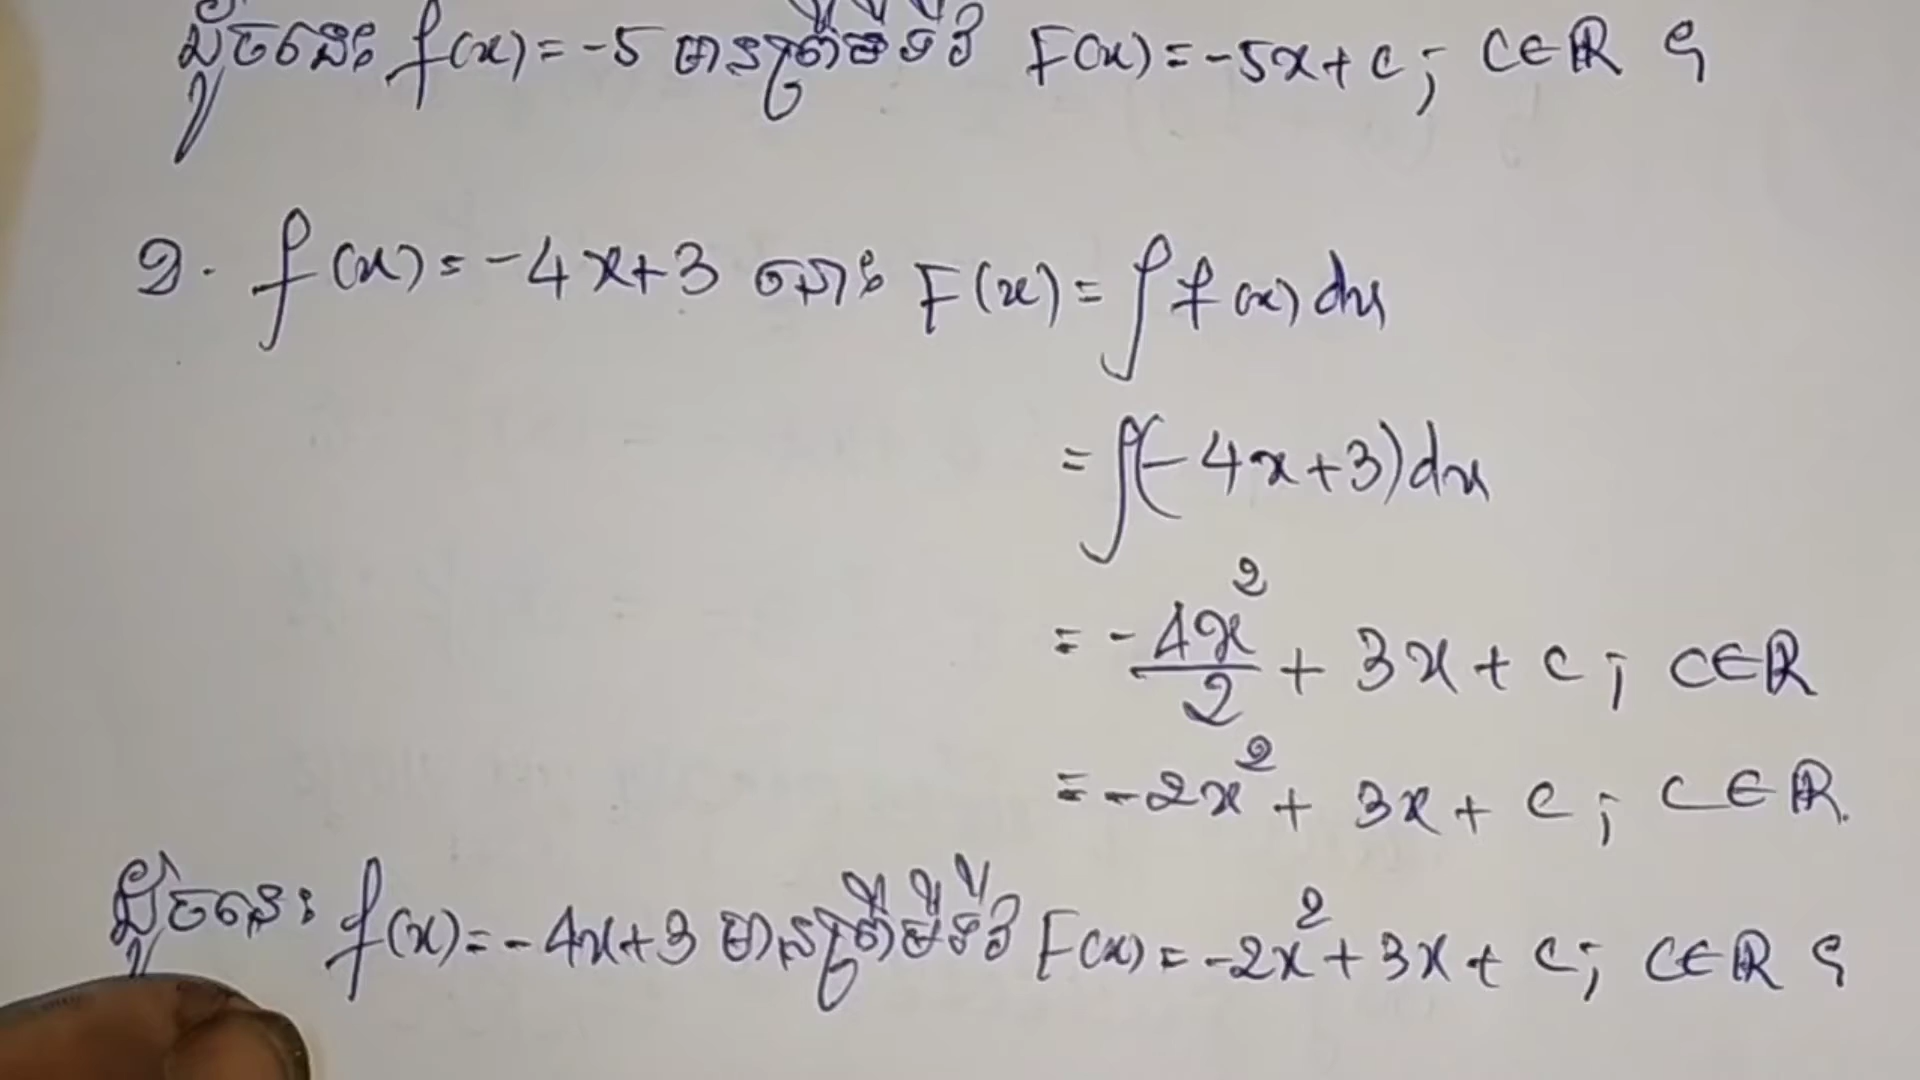 ដូចនេះ f(x) = -5 មានព្រីមីទីវ F(x) = -5x + c ; c ∈ ℝ ។
២. f(x) = -4x + 3 នោះ F(x) = ∫ f(x) dx
= ∫(-4x + 3) dx
= -4x²/2 + 3x + c ; c ∈ ℝ
= -2x² + 3x + c ; c ∈ ℝ.
ដូចនេះ f(x) = -4x + 3 មានព្រីមីទីវ F(x) = -2x² + 3x + c ; c ∈ ℝ ។